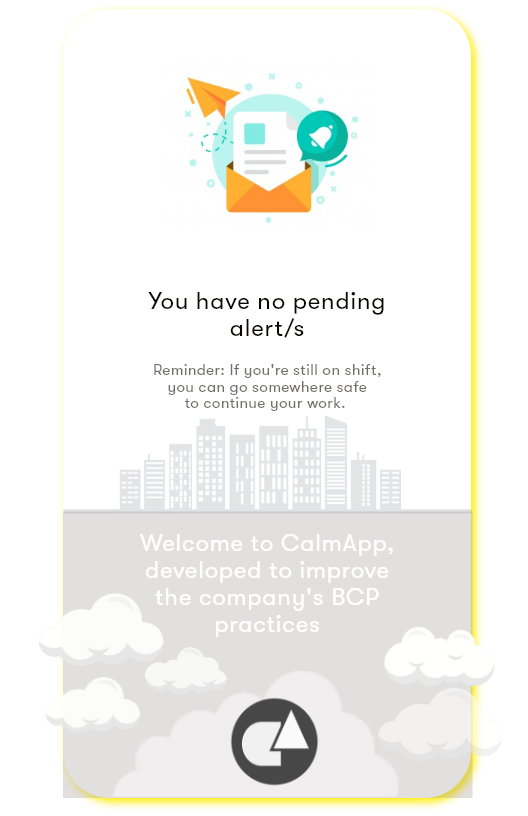 You have no pending
alert/s
Reminder: If you're still on shift,
you can go somewhere safe
to continue your work.
Welcome to CalmApp,
developed to improve
the company's BCP
practices